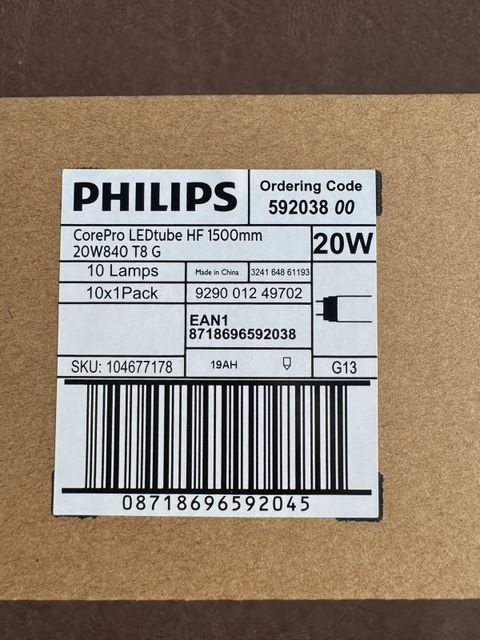 PHILIPS
Ordering Code
592038 00
CorePro LEDtube HF 1500mm
20W840 T8 G
20W
10 Lamps
Made in China
3241 648 61193
10x1Pack
9290 012 49702
EAN1
8718696592038
SKU: 104677178
19AH
G13
08718696592045